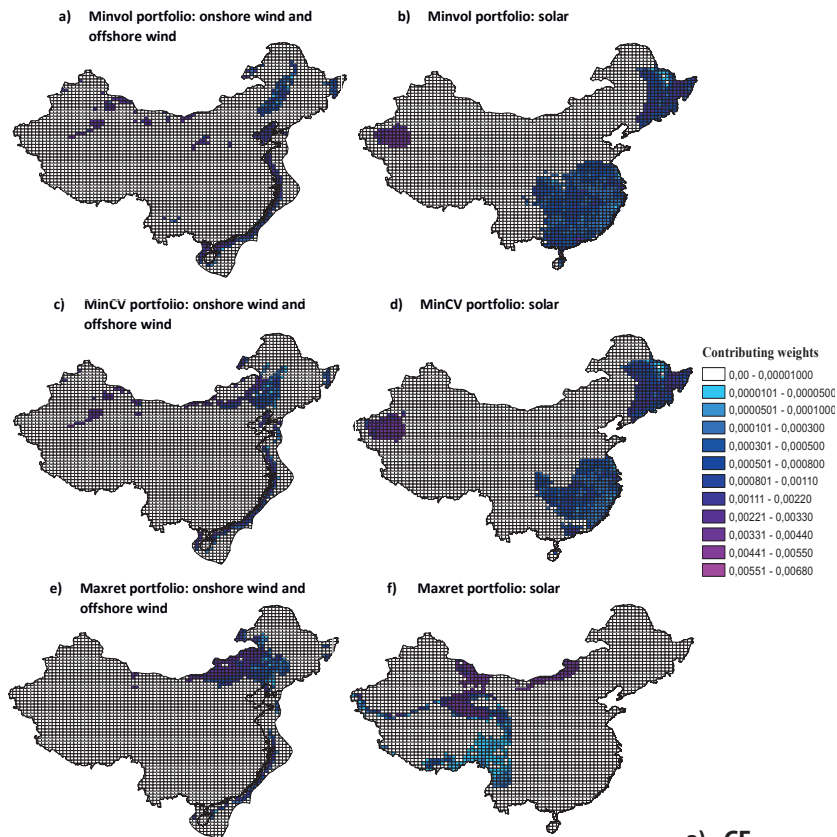 a) Minvol portfolio: onshore wind and
offshore wind
b) Minvol portfolio: solar
c) MinCV portfolio: onshore wind and
offshore wind
d) MinCV portfolio: solar
Contributing weights
0,00 - 0,00001000
0,0000101 - 0,0000500
0,0000501 - 0,0001000
0,000101 - 0,000300
0,000301 - 0,000500
0,000501 - 0,000800
0,000801 - 0,00110
0,00111 - 0,00220
0,00221 - 0,00330
0,00331 - 0,00440
0,00441 - 0,00550
0,00551 - 0,00680
e) Maxret portfolio: onshore wind and
offshore wind
f) Maxret portfolio: solar